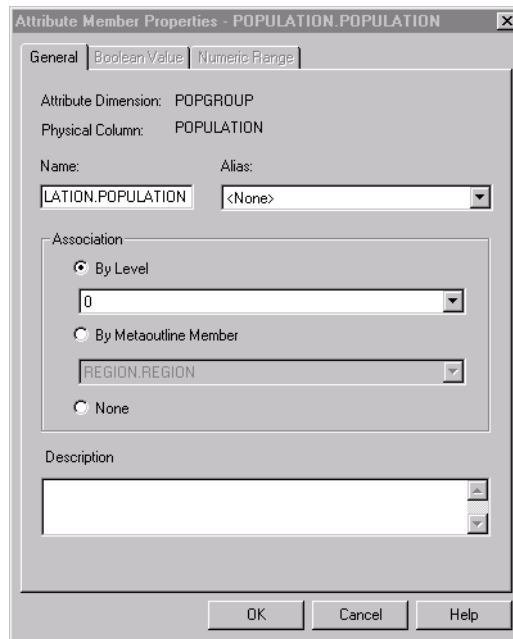 Attribute Member Properties - POPULATION.POPULATION
General Boolean Value Numeric Range
Attribute Dimension: POPGROUP
Physical Column: POPULATION
Name: Alias:
LATION.POPULATION <None>
Association
By Level
0
By Metaoutline Member
REGION.REGION
None
Description
OK Cancel Help